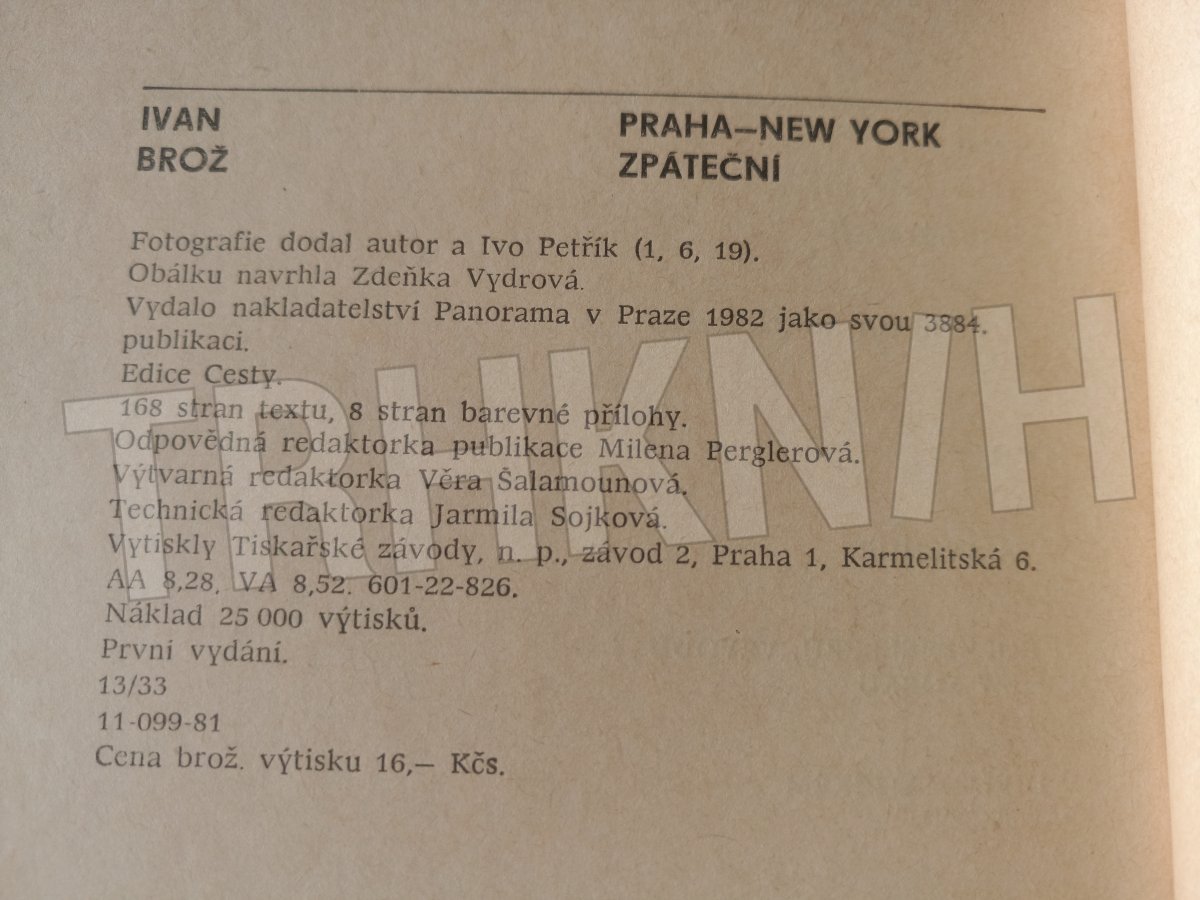 IVAN BROŽ
PRAHA—NEW YORK ZPÁTEČNÍ
Fotografie dodal autor a Ivo Petřík (1, 6, 19).
Obálku navrhla Zdeňka Vydrová.
Vydalo nakladatelství Panorama v Praze 1982 jako svou 3884.
publikaci.
Edice Cesty.
168 stran textu, 8 stran barevné přílohy.
Odpovědná redaktorka publikace Milena Perglerová.
Výtvarná redaktorka Věra Šalamounová.
Technická redaktorka Jarmila Sojková.
Vytiskly Tiskařské závody, n. p., závod 2, Praha 1, Karmelitská 6.
AA 8,28. VA 8,52. 601-22-826.
Náklad 25 000 výtisků.
První vydání.
13/33
11-099-81
Cena brož. výtisku 16,— Kčs.
TRHKNIH